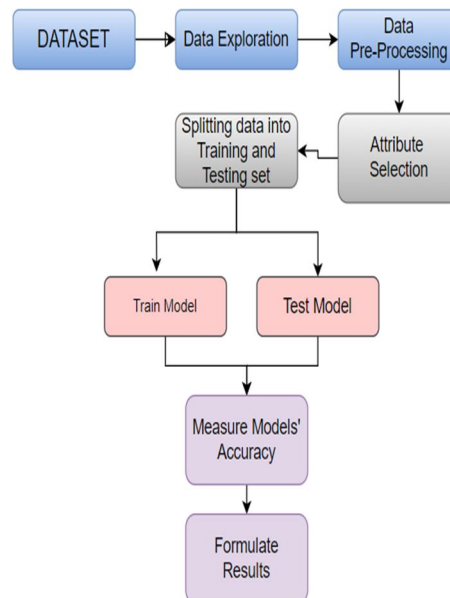 DATASET
Data Exploration
Data
Pre-Processing
Splitting data into
Training and
Testing set
Attribute
Selection
Train Model
Test Model
Measure Models'
Accuracy
Formulate
Results